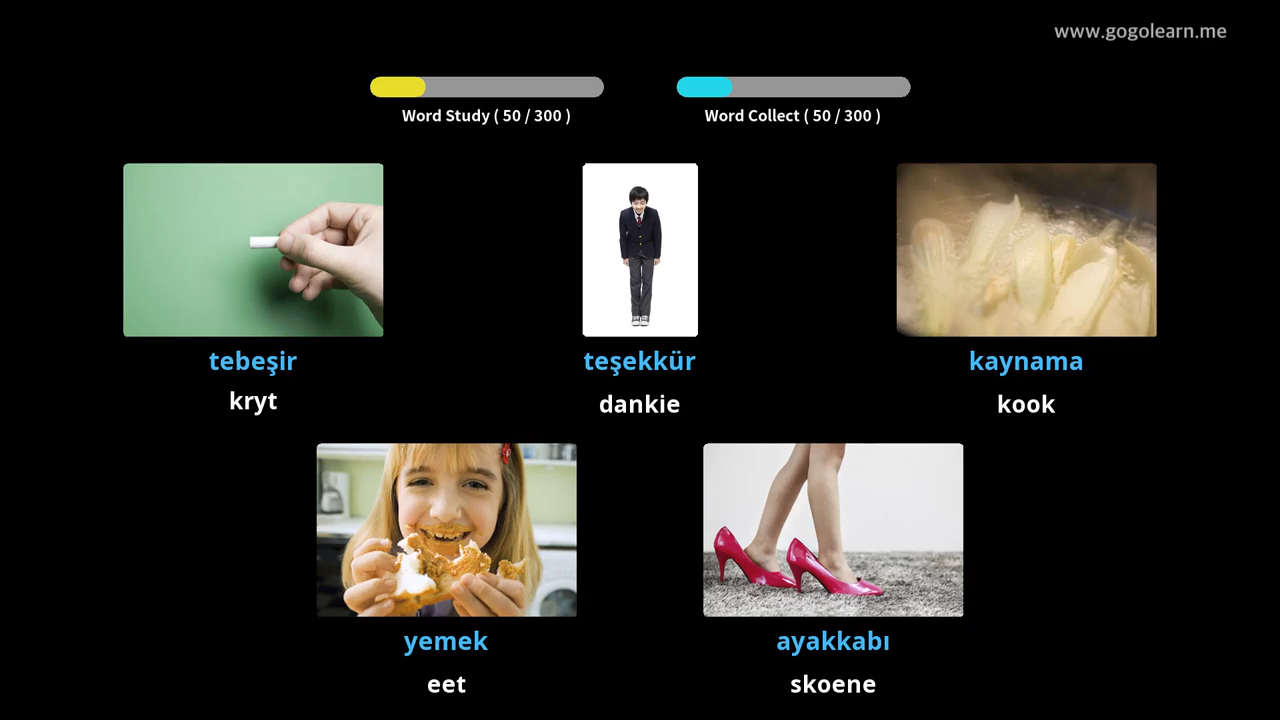 www.gogolearn.me
Word Study ( 50 / 300 )
Word Collect ( 50 / 300 )
tebeşir
kryt
teşekkür
dankie
kaynama
kook
yemek
eet
ayakkabı
skoene